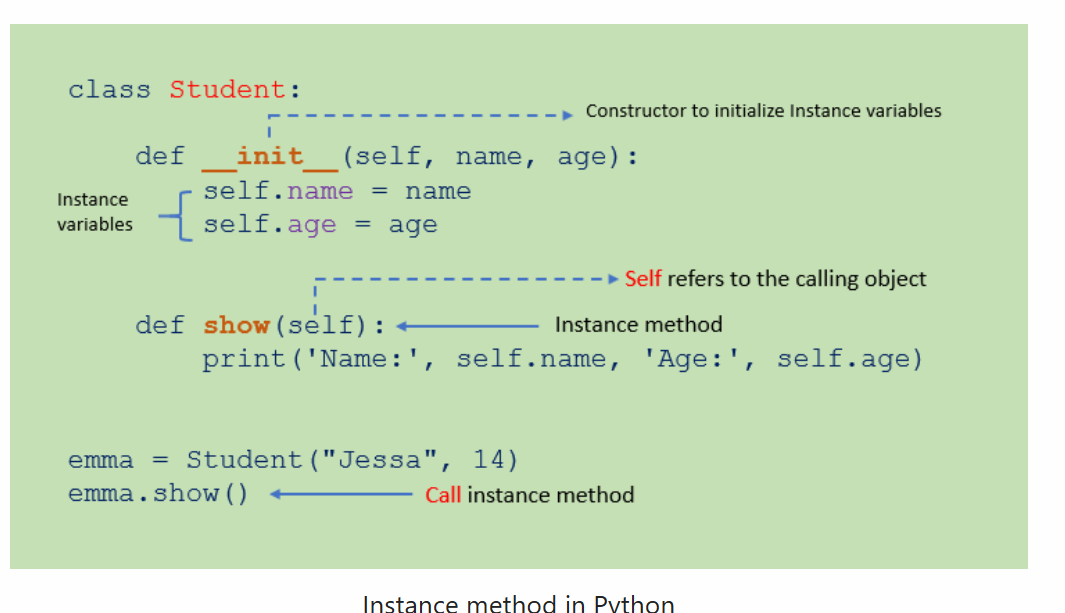 class Student:
Constructor to initialize Instance variables
def __init__(self, name, age):
Instance
variables
self.name = name
self.age = age
Self refers to the calling object
def show(self):
Instance method
print('Name:', self.name, 'Age:', self.age)
emma = Student("Jessa", 14)
emma.show()
Call instance method
Instance method in Python